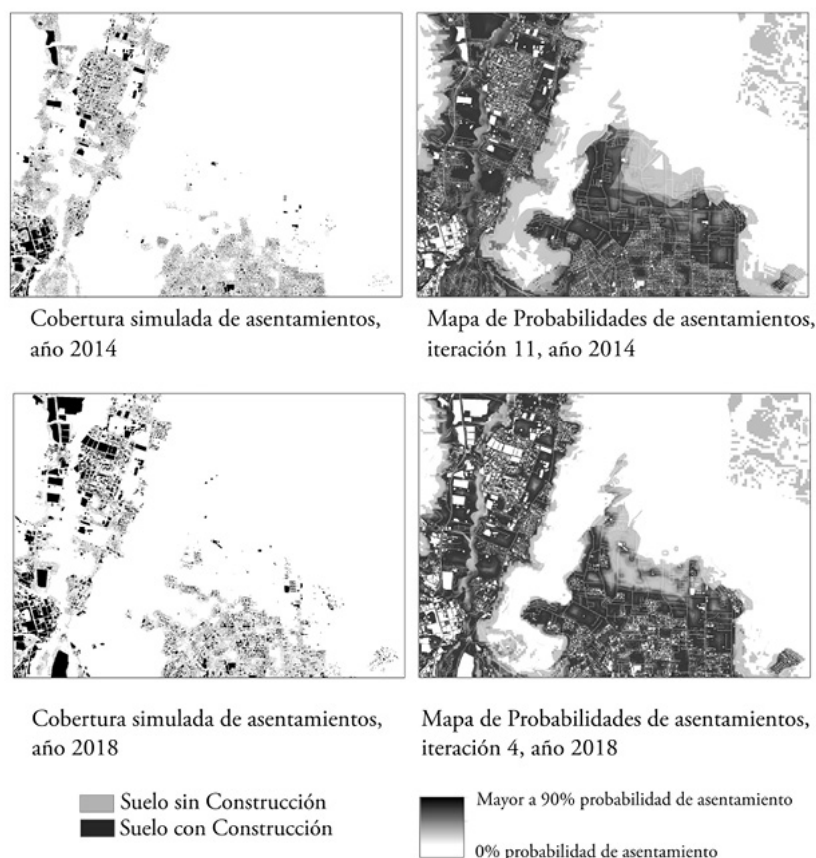 Cobertura simulada de asentamientos,
año 2014
Mapa de Probabilidades de asentamientos,
iteración 11, año 2014
Cobertura simulada de asentamientos,
año 2018
Mapa de Probabilidades de asentamientos,
iteración 4, año 2018
Suelo sin Construcción
Suelo con Construcción
Mayor a 90% probabilidad de asentamiento
0% probabilidad de asentamiento